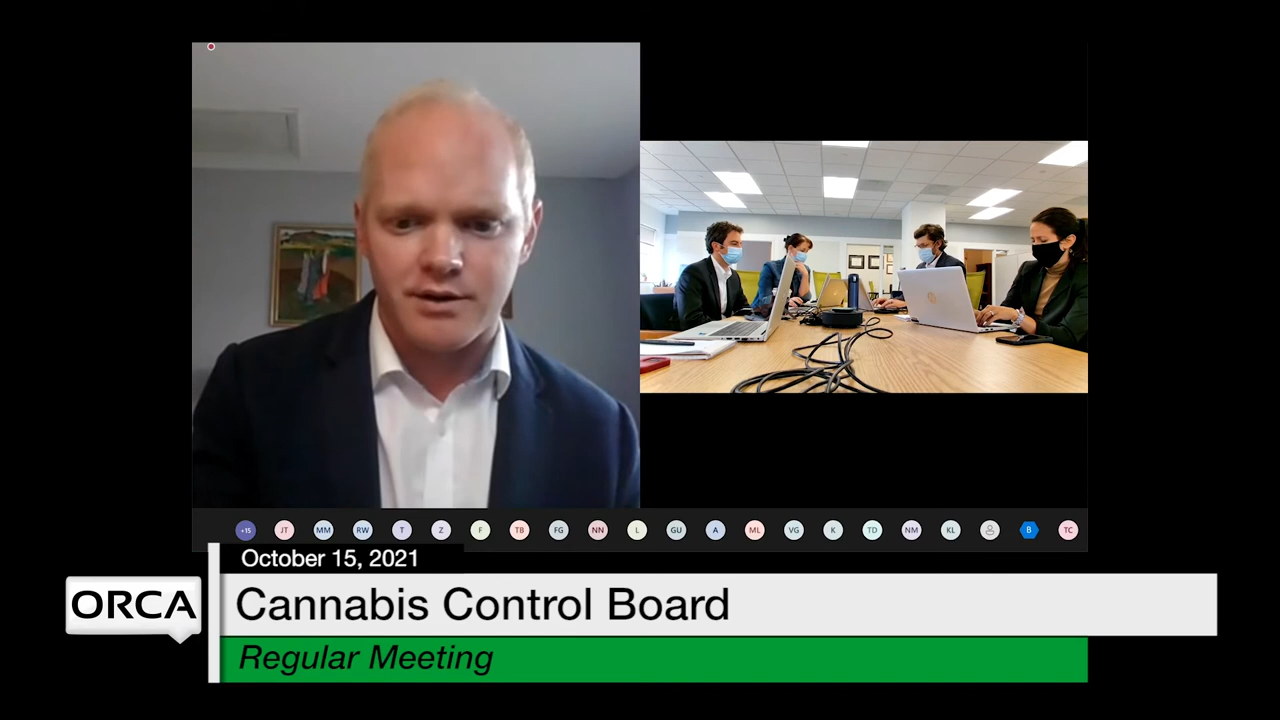 +15 JT MM RW T Z F TB FG NN L GU A ML VG K TD NM KL B TC
October 15, 2021
ORCA
Cannabis Control Board
Regular Meeting